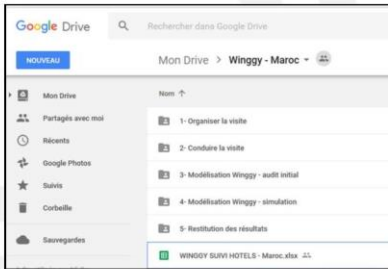 Google Drive
Rechercher dans Google Drive
NOUVEAU
Mon Drive > Winggy - Maroc
Mon Drive
Partagés avec moi
Récents
Google Photos
Suivis
Corbeille
Sauvegardes
Nom ↑
1- Organiser la visite
2- Conduire la visite
3- Modélisation Winggy - audit initial
4- Modélisation Winggy - simulation
5- Restitution des résultats
WINGGY SUIVI HOTELS - Maroc.xlsx